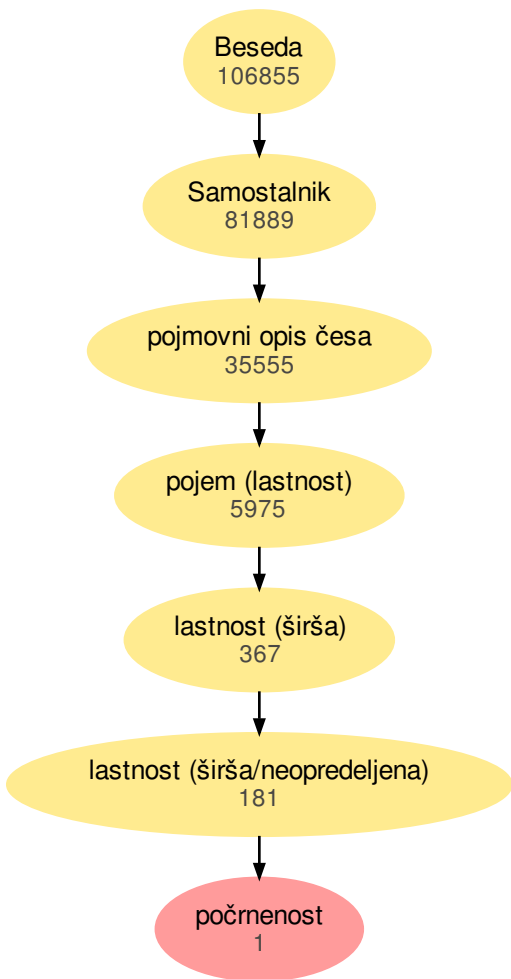 Beseda
106855
Samostalnik
81889
pojmovni opis česa
35555
pojem (lastnost)
5975
lastnost (širša)
367
lastnost (širša/neopredeljena)
181
počrnenost
1